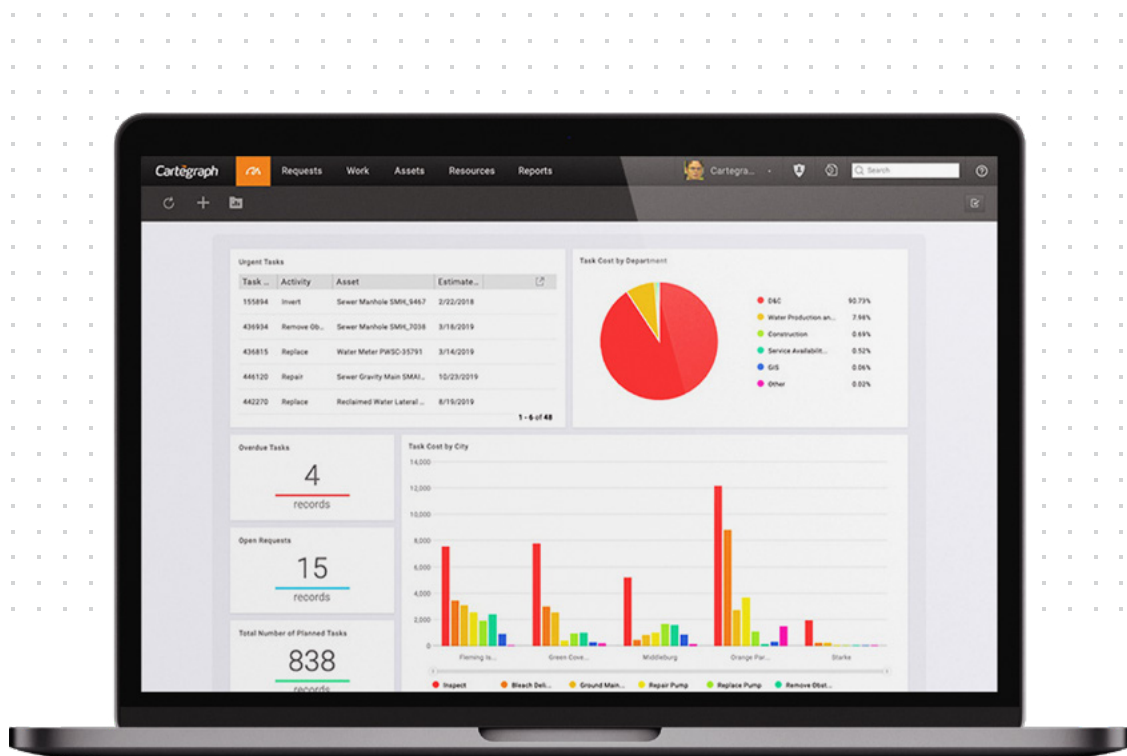 Cartēgraph
Requests Work Assets Resources Reports
Cartegra...
Search
Urgent Tasks
Task ... Activity Asset Estimate...
155894 Invert Sewer Manhole SMH_5467 2/22/2018
436934 Remove Ob... Sewer Manhole SMH_7038 3/18/2019
436815 Replace Water Meter PWSC-35791 3/14/2019
446120 Repair Sewer Gravity Main SMAI... 10/23/2019
442270 Replace Reclaimed Water Lateral ... 8/19/2019
1 - 6 of 48
Task Cost by Department
D&C 90.73%
Water Production an... 7.98%
Construction 0.69%
Service Availabilit... 0.52%
GIS 0.06%
Other 0.02%
Overdue Tasks
4
records
Open Requests
15
records
Total Number of Planned Tasks
838
records
Task Cost by City
14,000
12,000
10,000
8,000
6,000
4,000
2,000
0
Fleming Is... Green Cove... Middleburg Orange Par... Starke
Inspect Bleach Deli... Ground Main... Repair Pump Replace Pump Remove Obst...